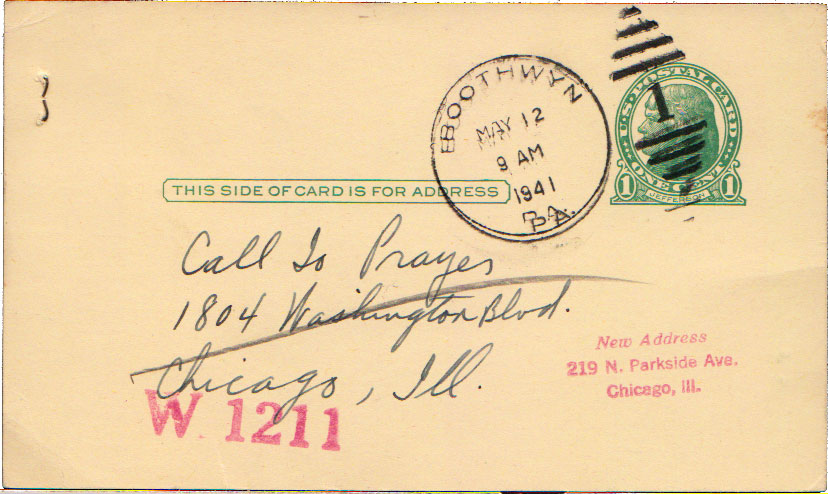 BOOTHWYN
MAY 12
9 AM
1941
PA.
1
U.S. POSTAL CARD
ONE CENT
1 JEFFERSON 1
THIS SIDE OF CARD IS FOR ADDRESS
Call To Prayer
1804 Washington Blvd.
Chicago, Ill.
New Address
219 N. Parkside Ave.
Chicago, Ill.
W. 1211